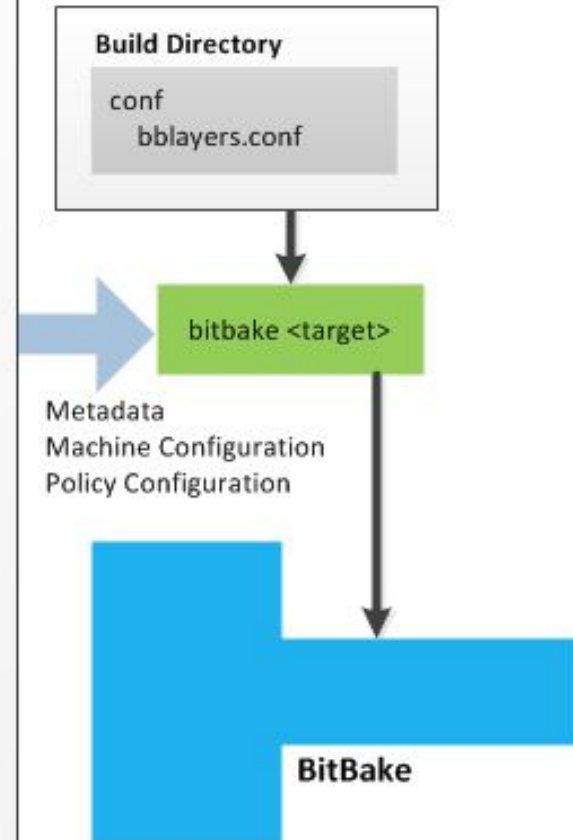 Build Directory
conf
bblayers.conf
bitbake <target>
Metadata
Machine Configuration
Policy Configuration
BitBake